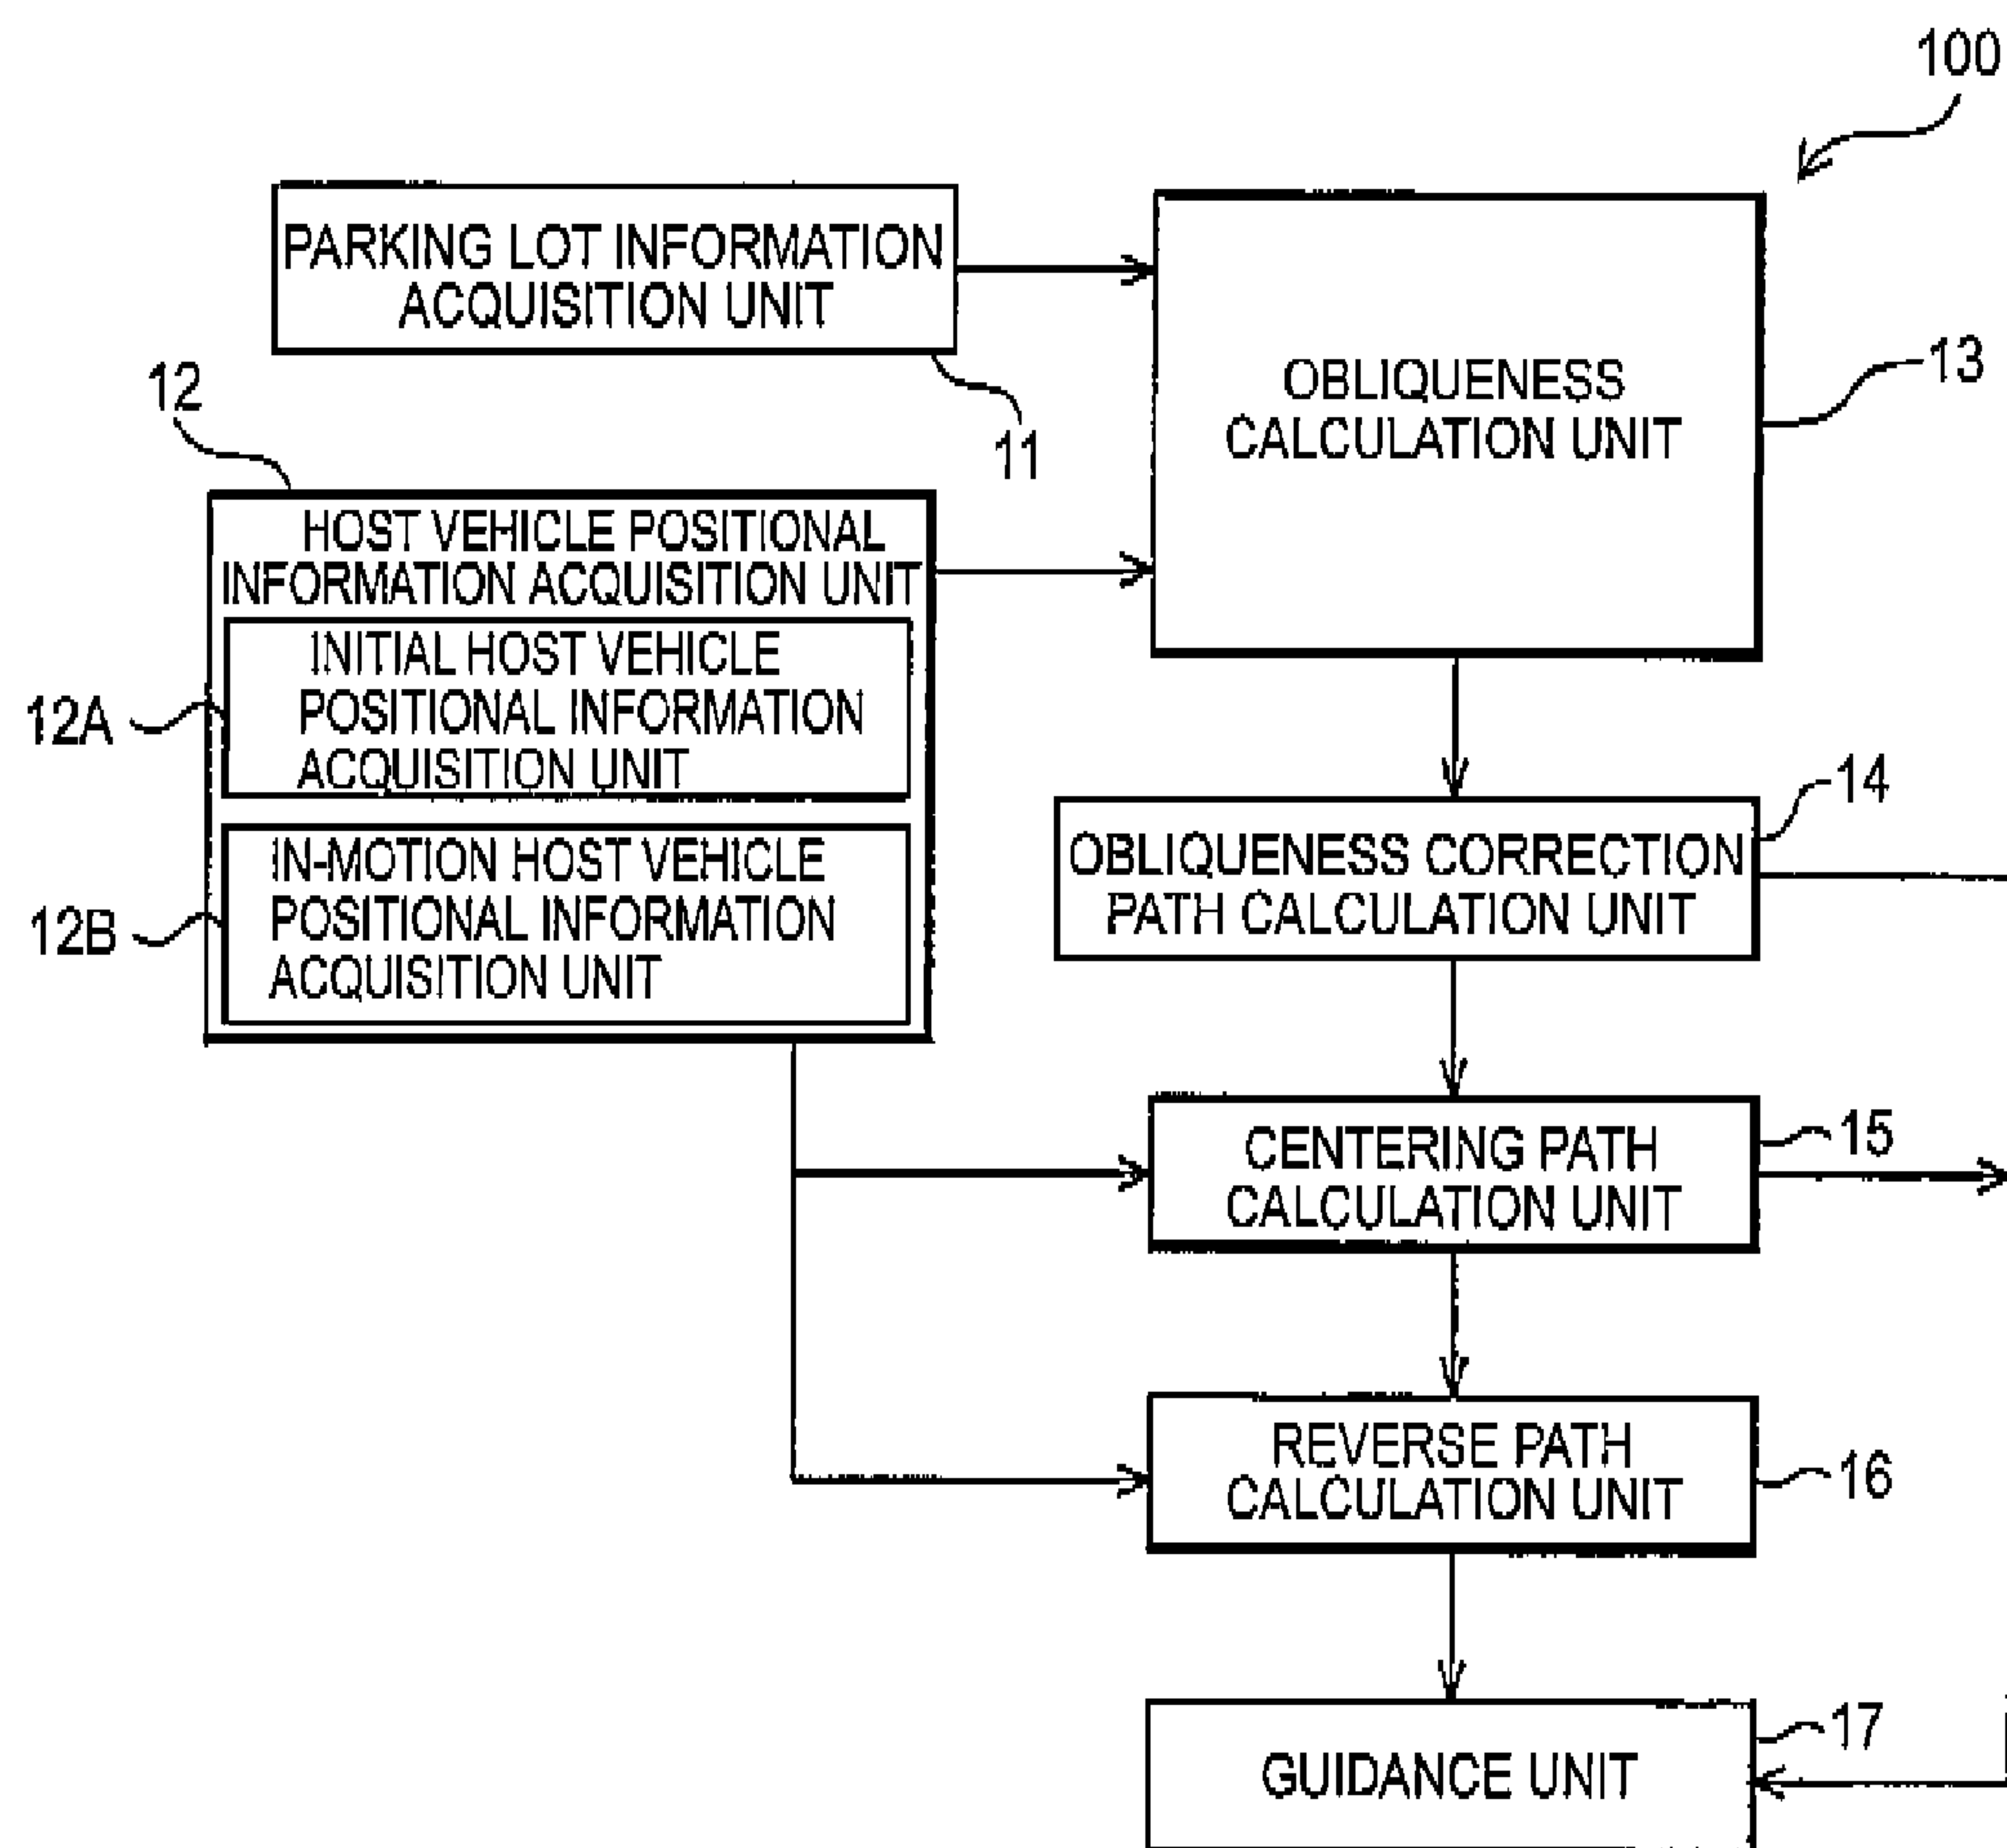 100
PARKING LOT INFORMATION
ACQUISITION UNIT
11
12
HOST VEHICLE POSITIONAL
INFORMATION ACQUISITION UNIT
12A
INITIAL HOST VEHICLE
POSITIONAL INFORMATION
ACQUISITION UNIT
12B
IN-MOTION HOST VEHICLE
POSITIONAL INFORMATION
ACQUISITION UNIT
OBLIQUENESS
CALCULATION UNIT
13
OBLIQUENESS CORRECTION
PATH CALCULATION UNIT
14
CENTERING PATH
CALCULATION UNIT
15
REVERSE PATH
CALCULATION UNIT
16
GUIDANCE UNIT
17